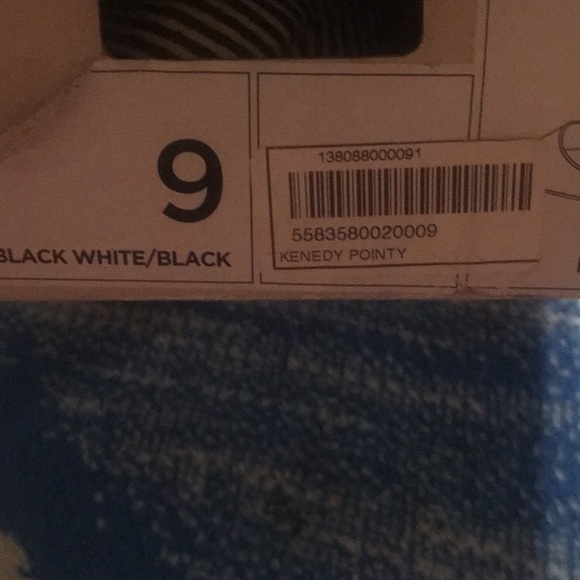 9
BLACK WHITE/BLACK
138088000091
5583580020009
KENEDY POINTY